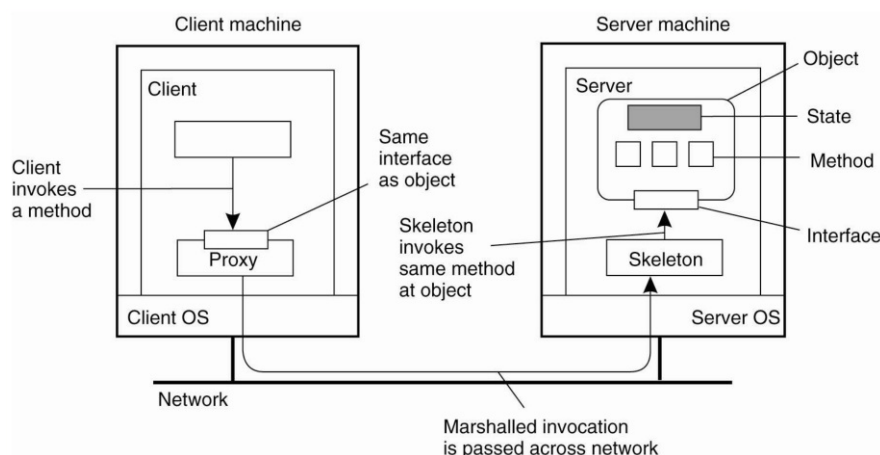 Client machine
Server machine
Object
Client
Server
State
Same
interface
as object
Client
invokes
a method
Method
Skeleton
invokes
same method
at object
Interface
Proxy
Skeleton
Client OS
Server OS
Network
Marshalled invocation
is passed across network